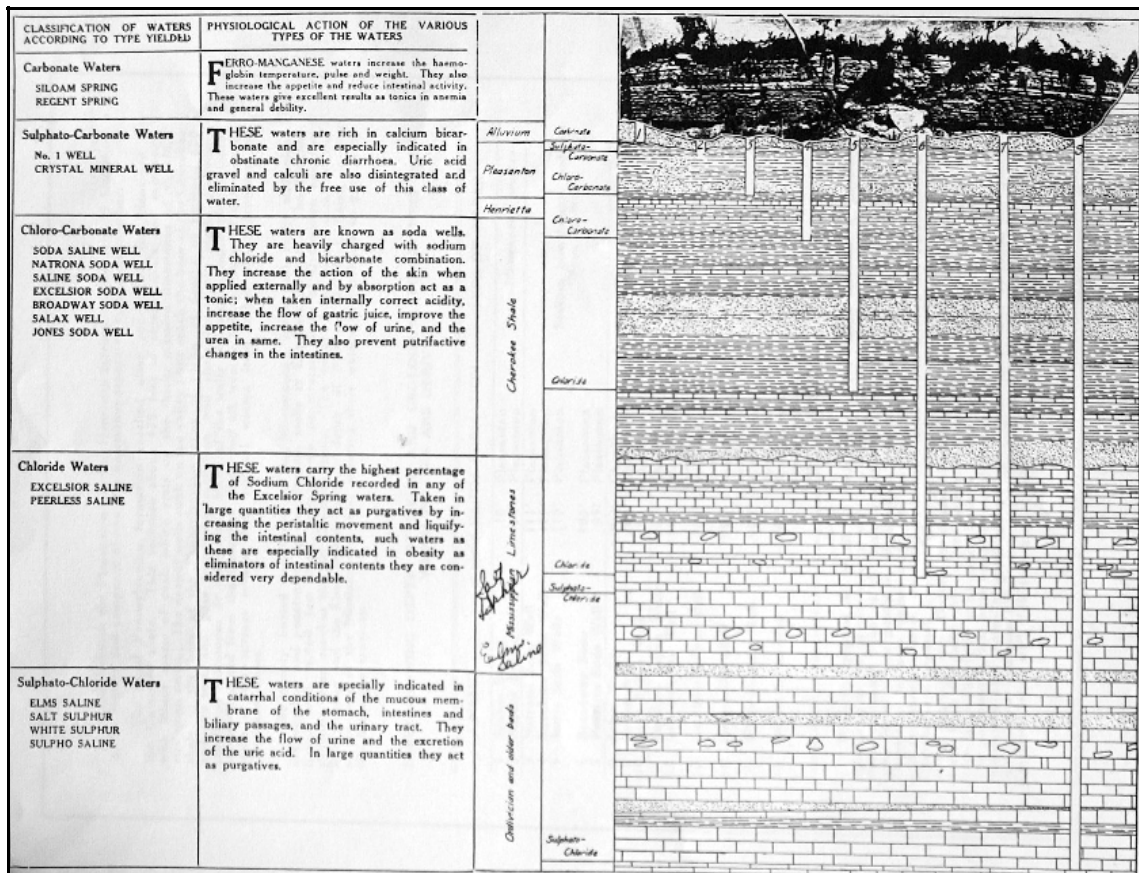 CLASSIFICATION OF WATERS
ACCORDING TO TYPE YIELDED
PHYSIOLOGICAL ACTION OF THE VARIOUS
TYPES OF THE WATERS
Carbonate Waters
SILOAM SPRING
REGENT SPRING
FERRO-MANGANESE waters increase the haemo-
globin temperature, pulse and weight. They also
increase the appetite and reduce intestinal activity.
These waters give excellent results as tonics in anemia
and general debility.
Sulphato-Carbonate Waters
No. 1 WELL
CRYSTAL MINERAL WELL
THESE waters are rich in calcium bicar-
bonate and are especially indicated in
obstinate chronic diarrhoea. Uric acid
gravel and calculi are also disintegrated and
eliminated by the free use of this class of
water.
Chloro-Carbonate Waters
SODA SALINE WELL
NATRONA SODA WELL
SALINE SODA WELL
EXCELSIOR SODA WELL
BROADWAY SODA WELL
SALAX WELL
JONES SODA WELL
THESE waters are known as soda wells.
They are heavily charged with sodium
chloride and bicarbonate combination.
They increase the action of the skin when
applied externally and by absorption act as a
tonic; when taken internally correct acidity,
increase the flow of gastric juice, improve the
appetite, increase the flow of urine, and the
urea in same. They also prevent putrifactive
changes in the intestines.
Chloride Waters
EXCELSIOR SALINE
PEERLESS SALINE
THESE waters carry the highest percentage
of Sodium Chloride recorded in any of
the Excelsior Spring waters. Taken in
large quantities they act as purgatives by in-
creasing the peristaltic movement and liquify-
ing the intestinal contents, such waters as
these are especially indicated in obesity as
eliminators of intestinal contents they are con-
sidered very dependable.
Sulphato-Chloride Waters
ELMS SALINE
SALT SULPHUR
WHITE SULPHUR
SULPHO SALINE
THESE waters are specially indicated in
catarrhal conditions of the mucous mem-
brane of the stomach, intestines and
biliary passages, and the urinary tract. They
increase the flow of urine and the excretion
of the uric acid. In large quantities they act
as purgatives.
Alluvium
Pleasanton
Henrietta
Cherokee Shale
Mississippian Limestones
Salt
Sulphur
Elms
Saline
Ordivician and older beds
Carbonate
Sulphato-
Carbonate
Chloro-
Carbonate
Chloro-
Carbonate
Chloride
Chloride
Sulphato-
Chloride
Sulphato-
Chloride
1 2 3 4 5 6 7 8